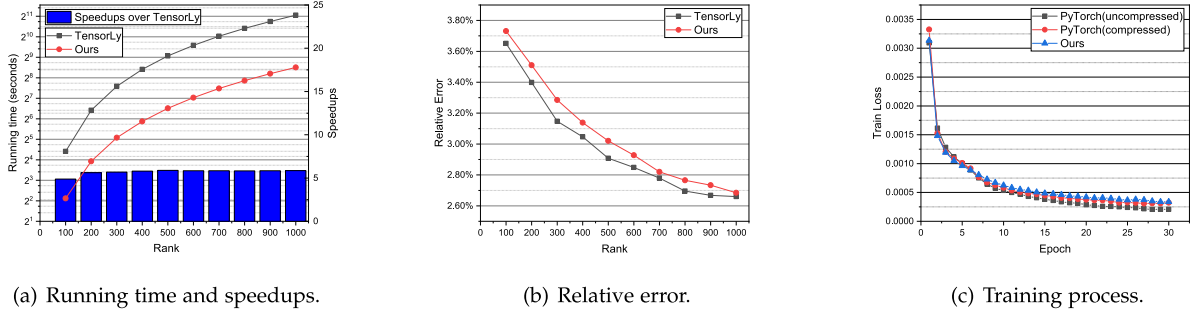 Speedups over TensorLy
TensorLy
Ours
2^11
2^10
2^9
2^8
2^7
2^6
2^5
2^4
2^3
2^2
2^1
25
20
15
10
5
0
0 100 200 300 400 500 600 700 800 900 1000
Running time (seconds)
Speedups
Rank
(a) Running time and speedups.
TensorLy
Ours
3.80%
3.60%
3.40%
3.20%
3.00%
2.80%
2.60%
0 100 200 300 400 500 600 700 800 900 1000
Relative Error
Rank
(b) Relative error.
PyTorch(uncompressed)
PyTorch(compressed)
Ours
0.0035
0.0030
0.0025
0.0020
0.0015
0.0010
0.0005
0.0000
0 5 10 15 20 25 30
Train Loss
Epoch
(c) Training process.